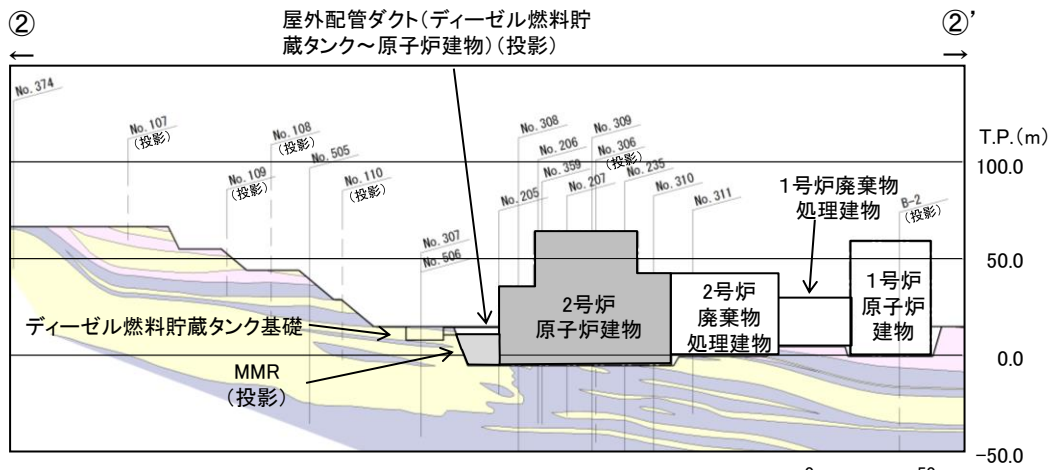 ②
屋外配管ダクト(ディーゼル燃料貯
蔵タンク～原子炉建物)(投影)
②'
No. 374
No. 107
(投影)
No. 108
(投影)
No. 109
(投影)
No. 505
No. 110
(投影)
No. 307
No. 506
No. 205
No. 308
No. 206
No. 359
No. 207
No. 309
No. 306
(投影)
No. 235
No. 310
No. 311
B-2
(投影)
T.P.(m)
100.0
50.0
0.0
-50.0
1号炉廃棄物
処理建物
2号炉
原子炉建物
2号炉
廃棄物
処理建物
1号炉
原子炉
建物
ディーゼル燃料貯蔵タンク基礎
MMR
(投影)